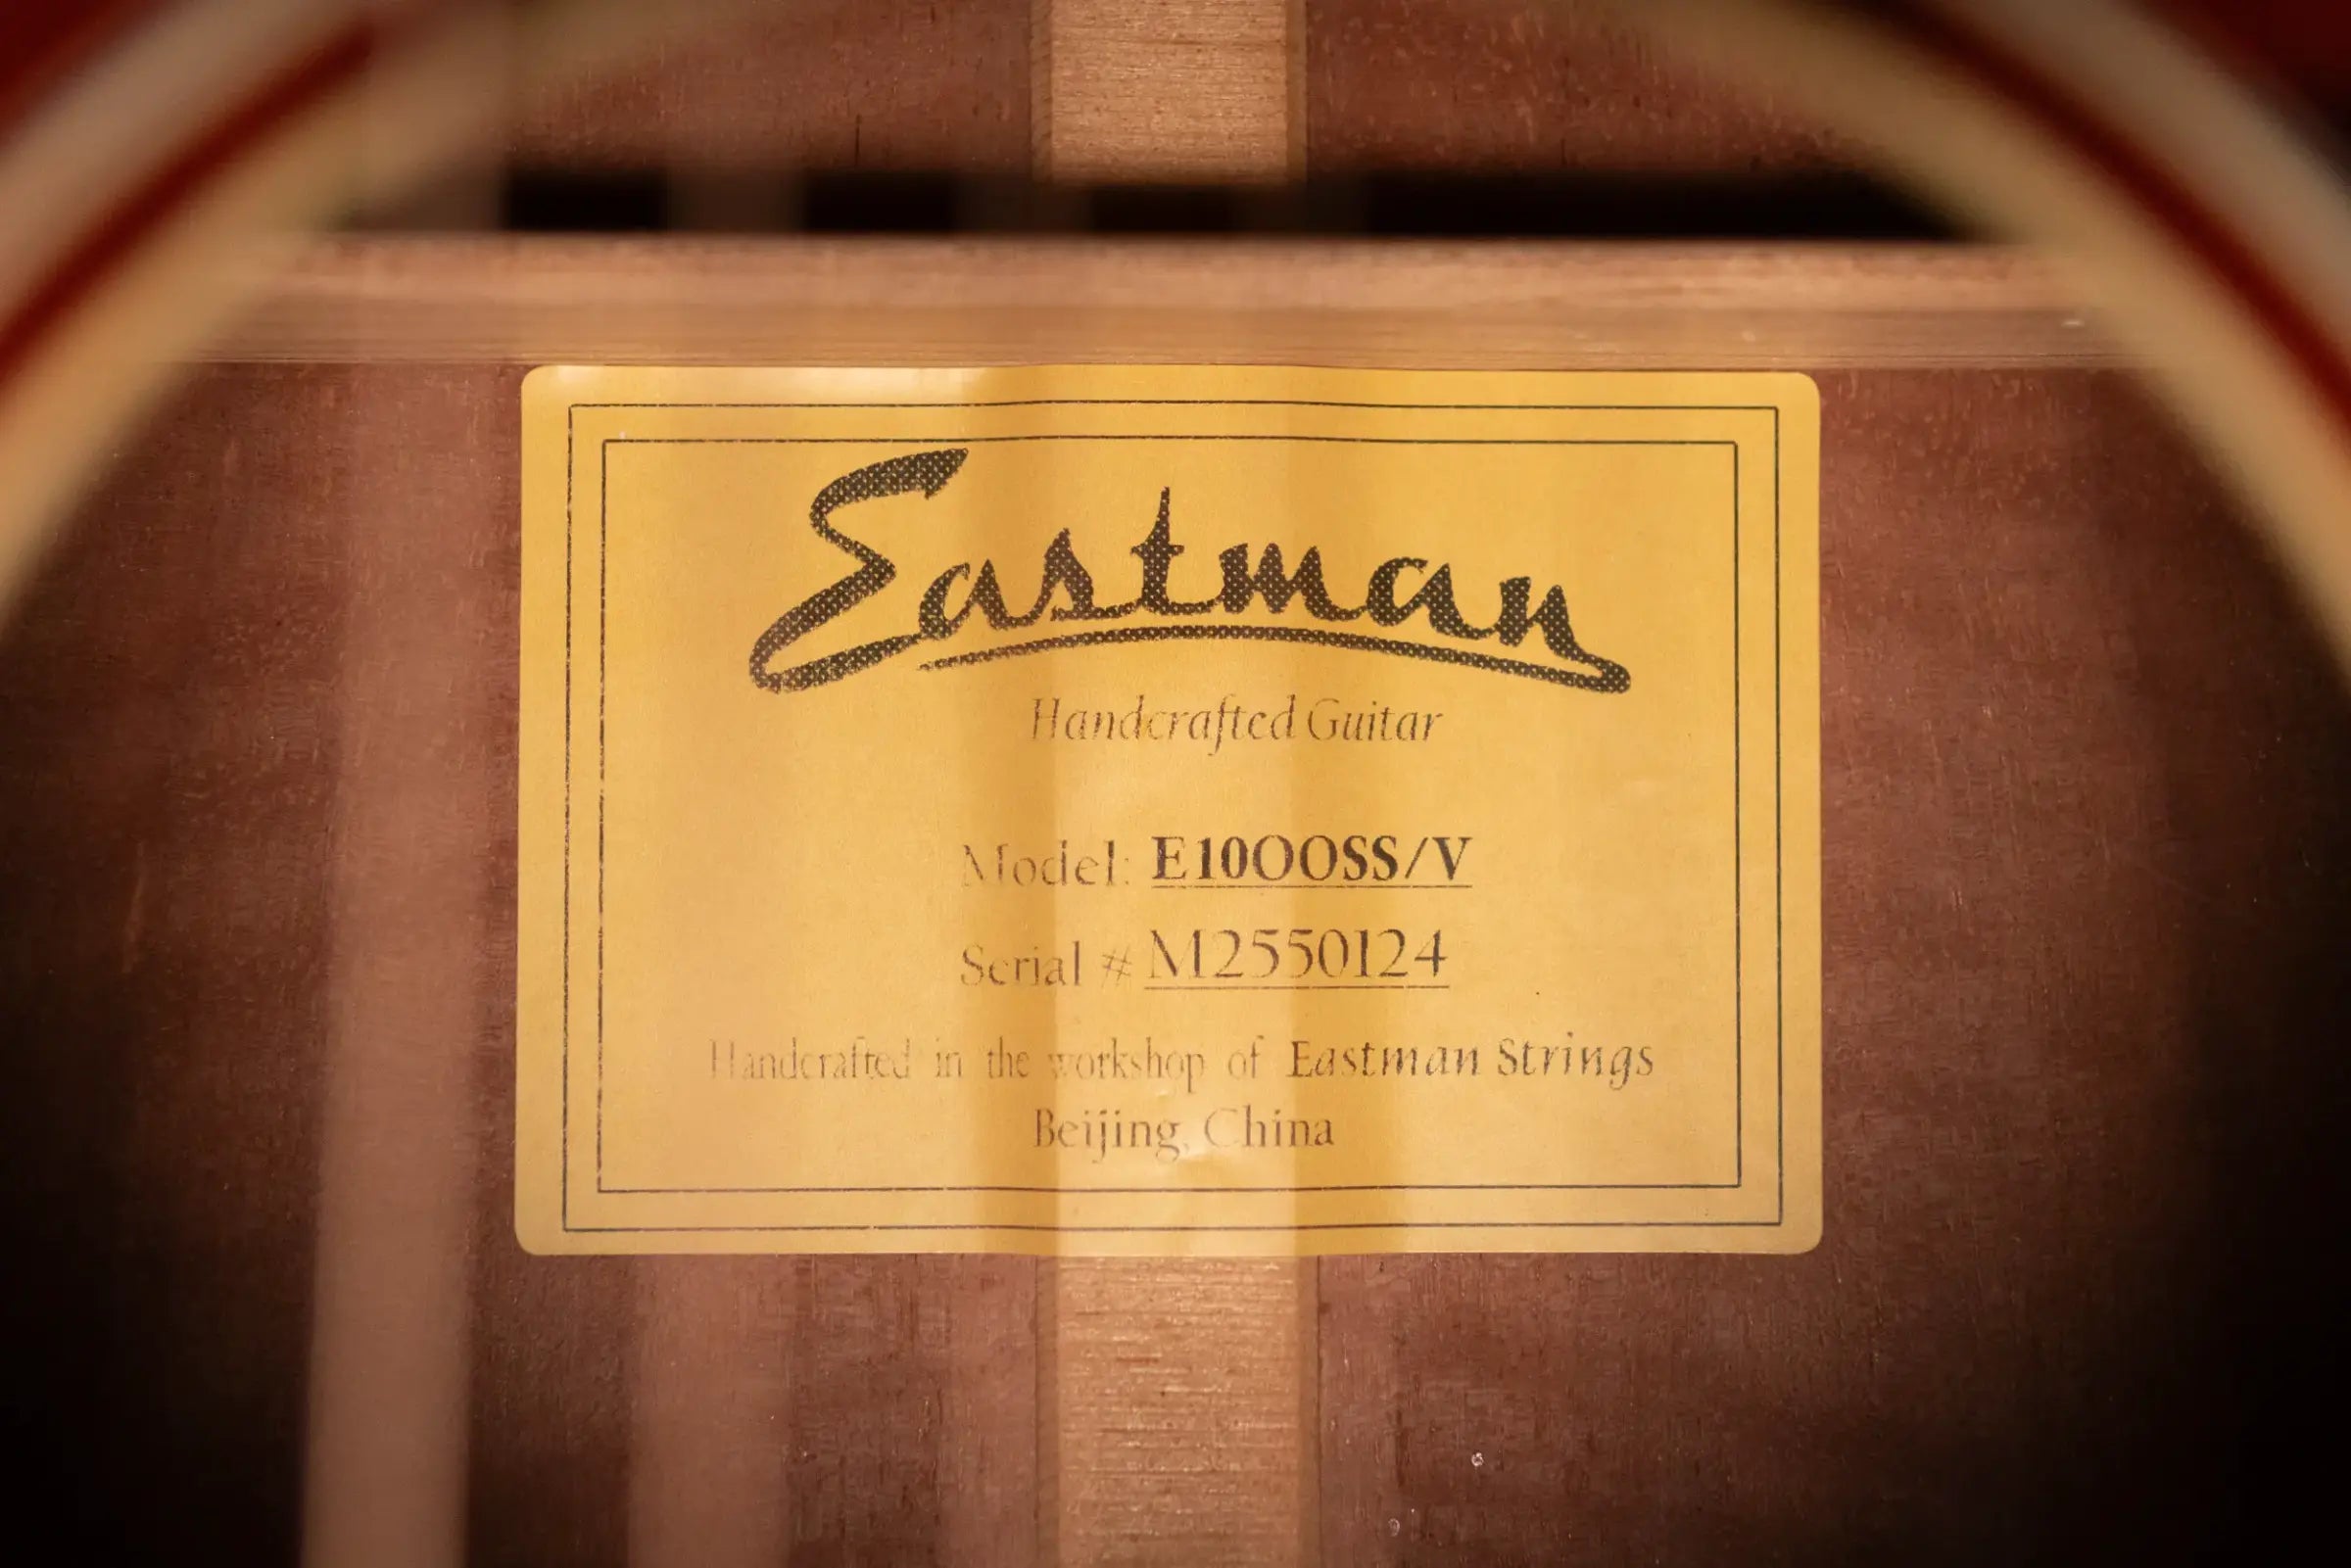 Eastman
Handcrafted Guitar
Model: E10OOSS/V
Serial # M2550124
Handcrafted in the workshop of Eastman Strings
Beijing, China